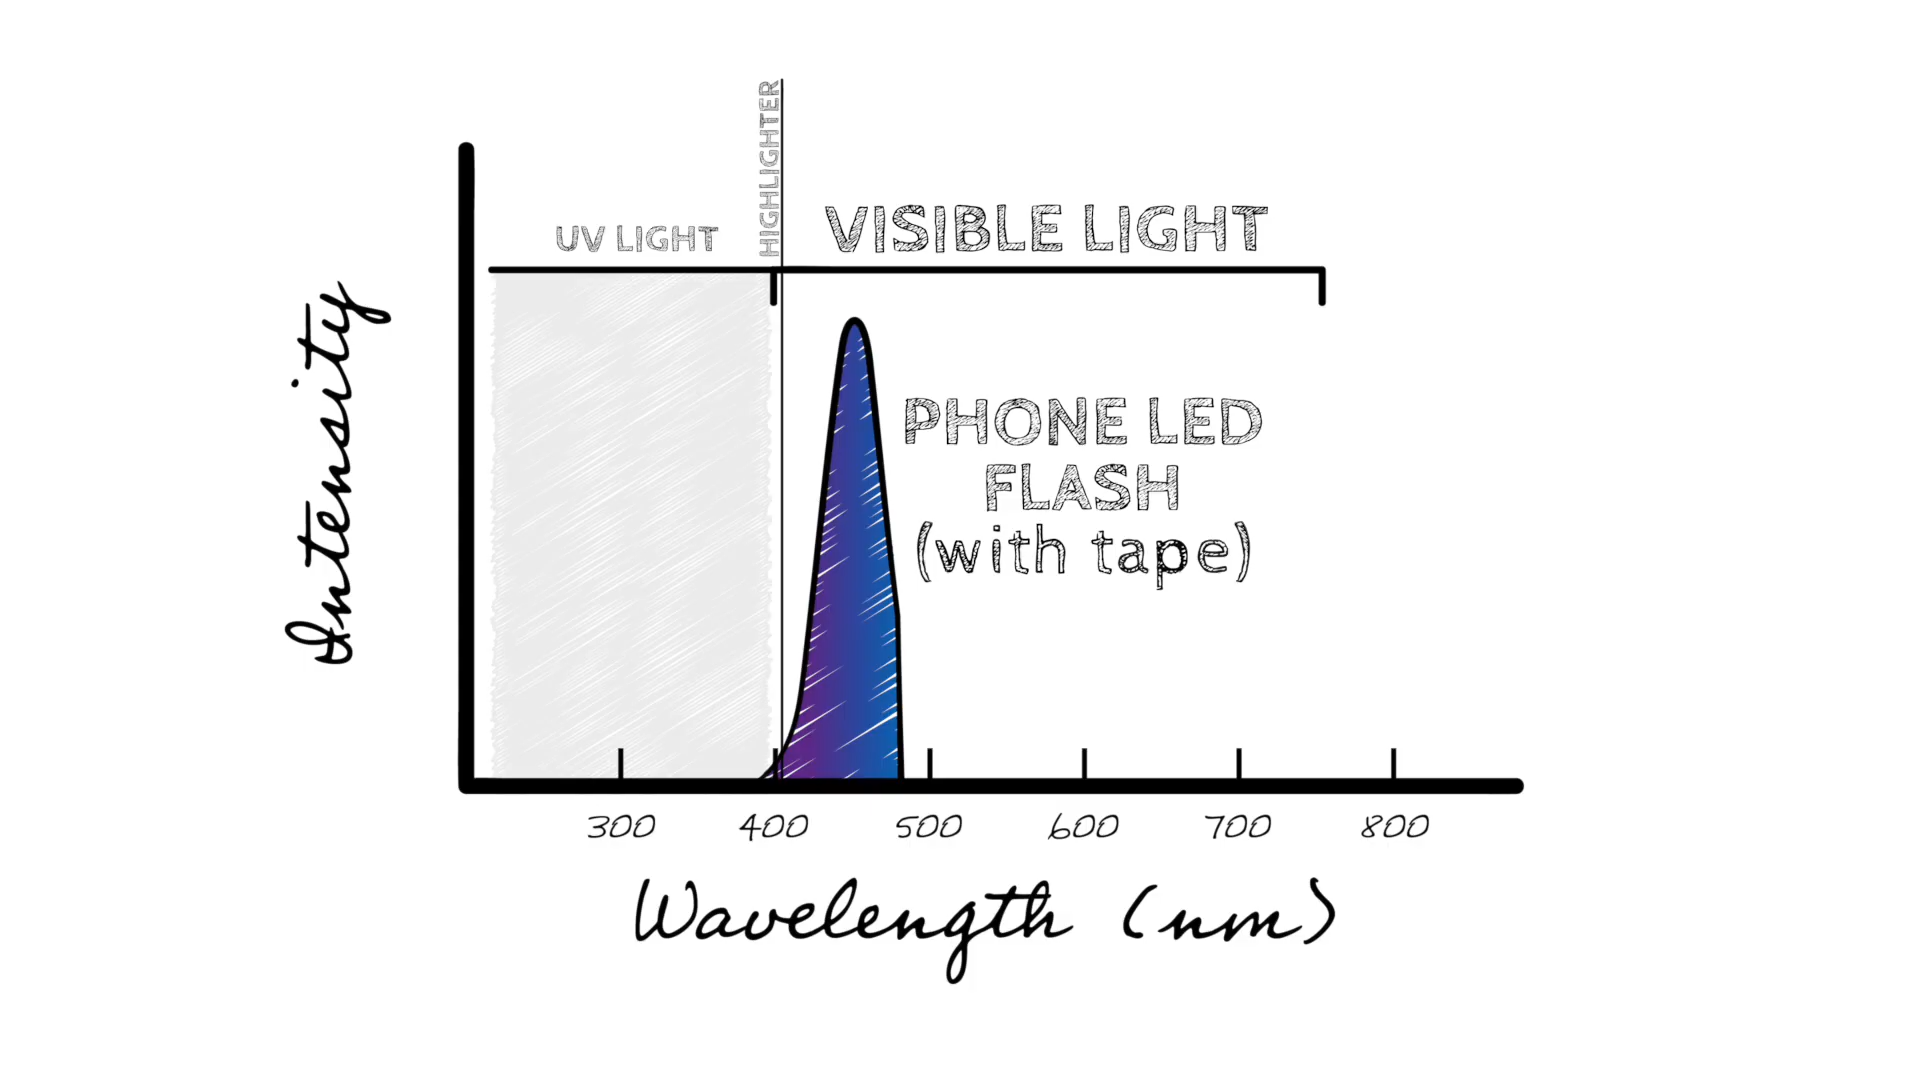 HIGHLIGHTER
UV LIGHT
VISIBLE LIGHT
PHONE LED
FLASH
(with tape)
Intensity
300 400 500 600 700 800
Wavelength (nm)